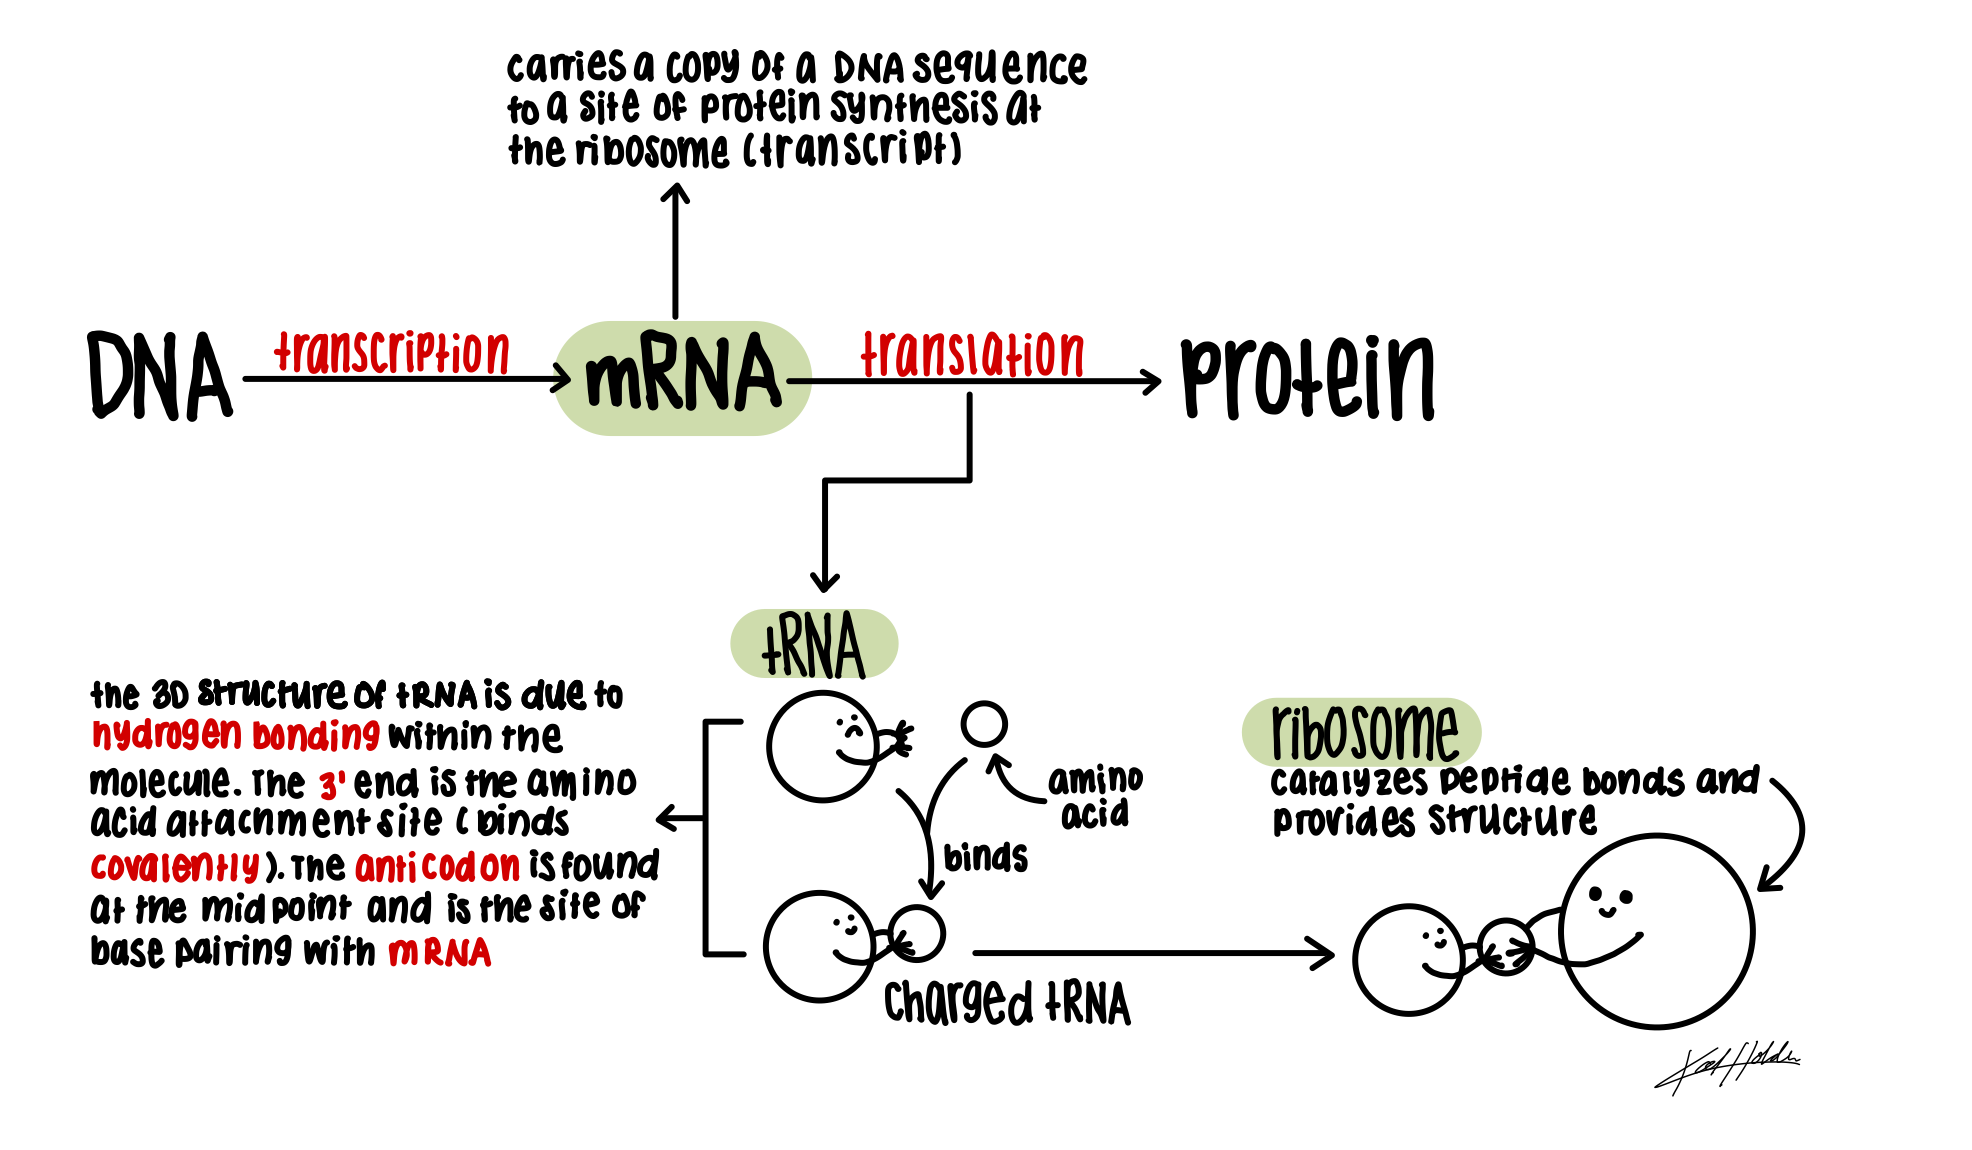 carries a copy of a DNA sequence
to a site of protein synthesis at
the ribosome (transcript)
DNA
transcription
mRNA
translation
protein
tRNA
the 3D structure of tRNA is due to
hydrogen bonding within the
molecule. The 3' end is the amino
acid attachment site (binds
covalently). The anticodon is found
at the midpoint and is the site of
base pairing with mRNA
amino
acid
binds
charged tRNA
ribosome
catalyzes peptide bonds and
provides structure